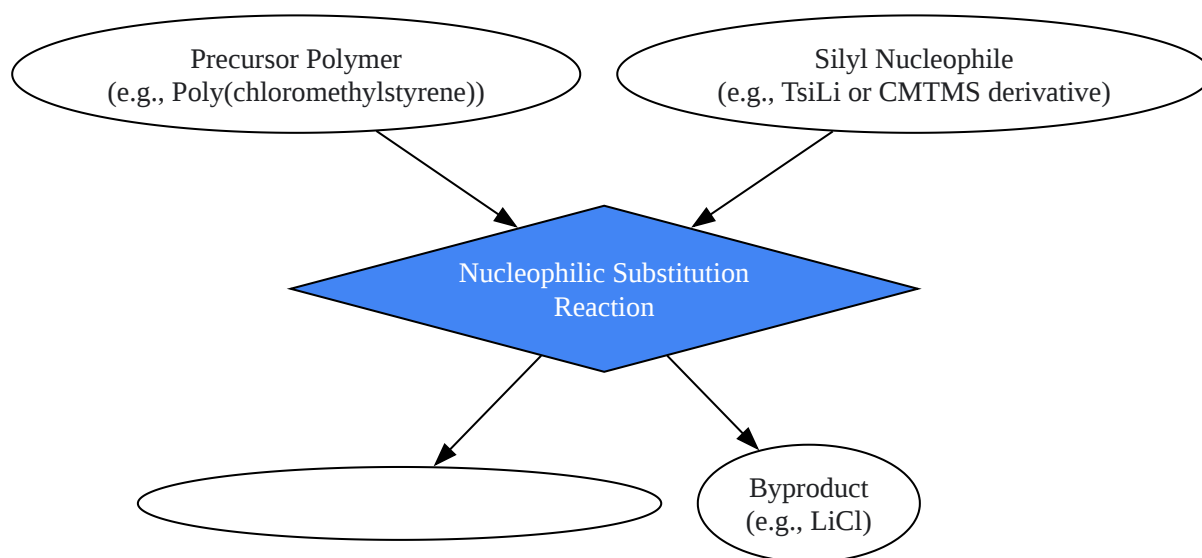 Precursor Polymer
(e.g., Poly(chloromethylstyrene))
Silyl Nucleophile
(e.g., TsiLi or CMTMS derivative)
Nucleophilic Substitution
Reaction
Byproduct
(e.g., LiCl)